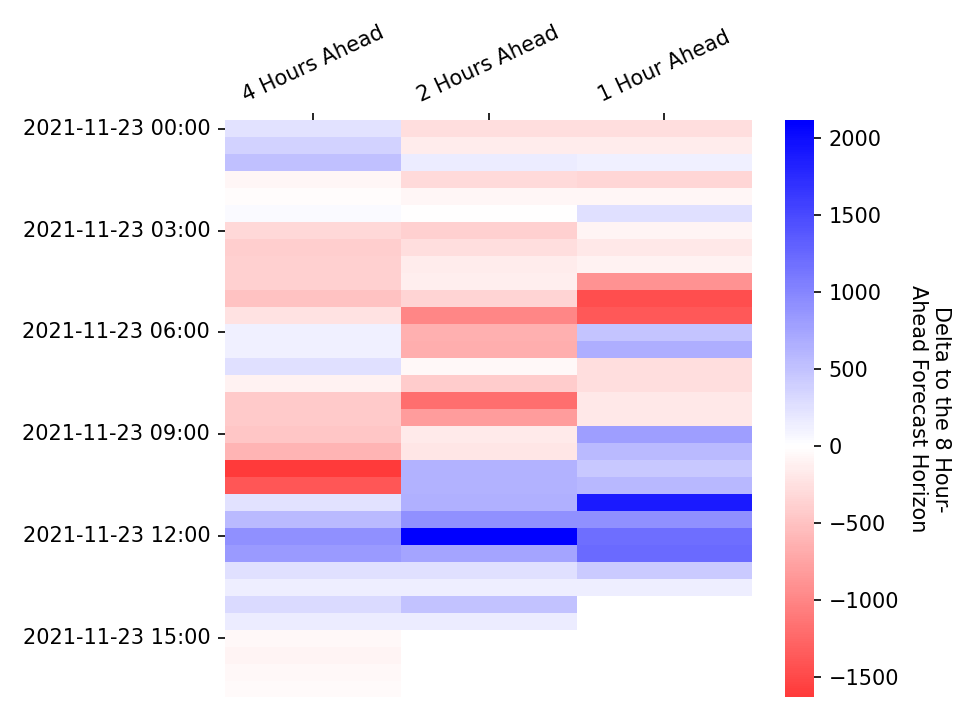 4 Hours Ahead
2 Hours Ahead
1 Hour Ahead
2021-11-23 00:00
2021-11-23 03:00
2021-11-23 06:00
2021-11-23 09:00
2021-11-23 12:00
2021-11-23 15:00
2000
1500
1000
500
0
−500
−1000
−1500
Delta to the 8 Hour-
Ahead Forecast Horizon